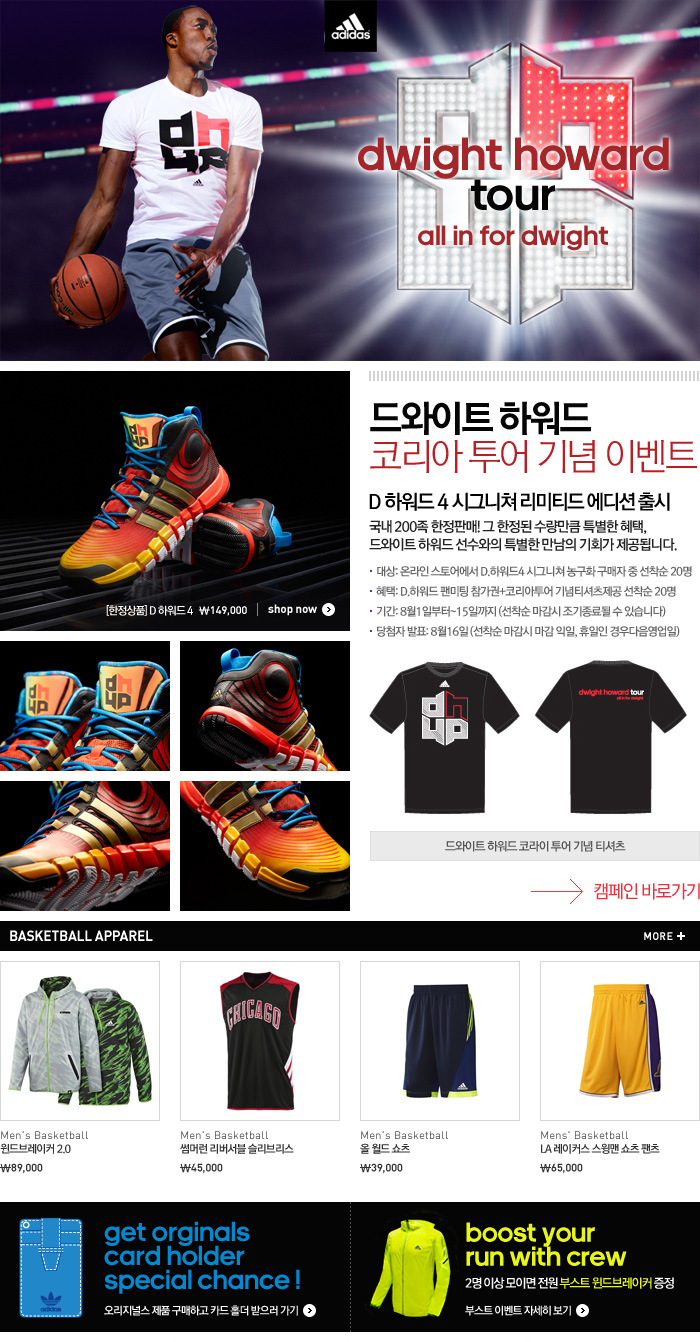 adidas
dwight howard
tour
all in for dwight
드와이트 하워드
코리아 투어 기념 이벤트
D 하워드 4 시그니쳐 리미티드 에디션 출시
국내 200족 한정판매! 그 한정된 수량만큼 특별한 혜택,
드와이트 하워드 선수와의 특별한 만남의 기회가 제공됩니다.
· 대상: 온라인 스토어에서 D.하워드4 시그니쳐 농구화 구매자 중 선착순 20명
· 혜택: D.하워드 팬미팅 참가권+코리아투어 기념티셔츠제공 선착순 20명
· 기간: 8월1일부터~15일까지 (선착순 마감시 조기종료될 수 있습니다)
· 당첨자 발표: 8월16일 (선착순 마감시 마감 익일, 휴일인 경우다음영업일)
[한정상품] D 하워드 4 ₩149,000 | shop now
dwight howard tour
all in for dwight
드와이트 하워드 코라이 투어 기념 티셔츠
캠페인 바로가기
BASKETBALL APPAREL
MORE +
CHICAGO
Men's Basketball
윈드브레이커 2.0
₩89,000
Men's Basketball
썸머런 리버서블 슬리브리스
₩45,000
Men's Basketball
올 월드 쇼츠
₩39,000
Mens' Basketball
LA 레이커스 스윙맨 쇼츠 팬츠
₩65,000
adidas
get orginals
card holder
special chance !
오리지널스 제품 구매하고 카드 홀더 받으러 가기
boost your
run with crew
2명 이상 모이면 전원 부스트 윈드브레이커 증정
부스트 이벤트 자세히 보기